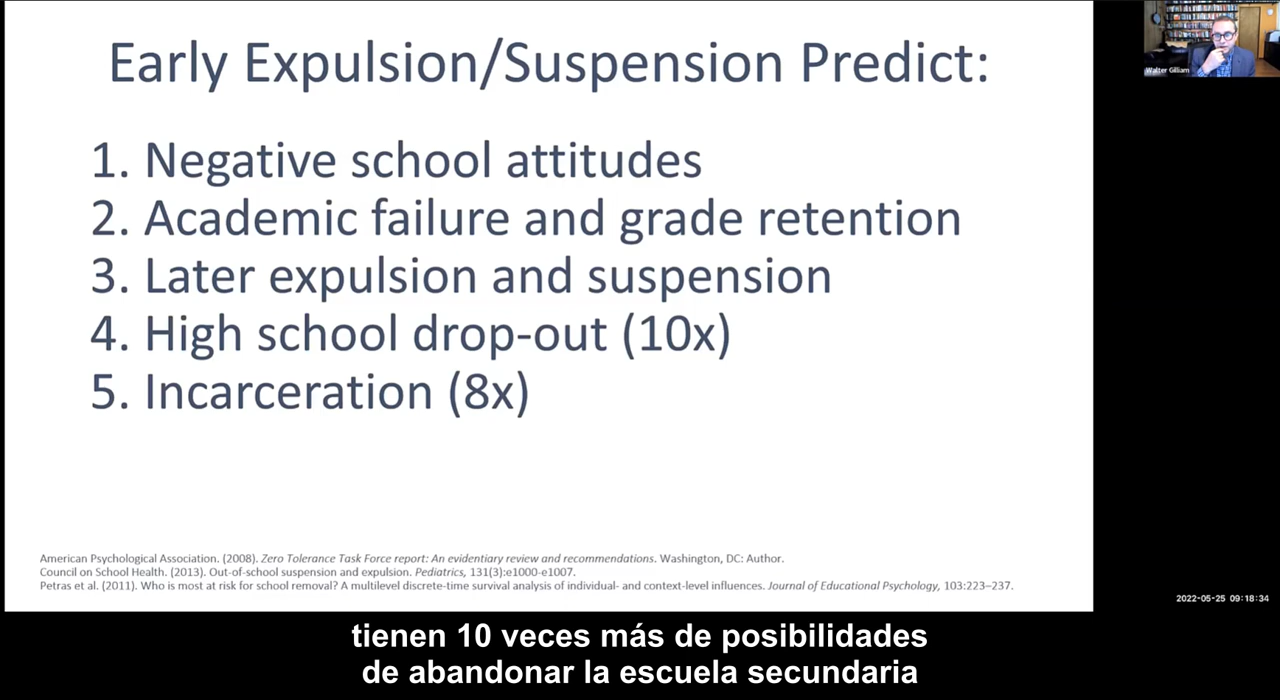 Early Expulsion/Suspension Predict:
1. Negative school attitudes
2. Academic failure and grade retention
3. Later expulsion and suspension
4. High school drop-out (10x)
5. Incarceration (8x)
American Psychological Association. (2008). Zero Tolerance Task Force report: An evidentiary review and recommendations. Washington, DC: Author.
Council on School Health. (2013). Out-of-school suspension and expulsion. Pediatrics, 131(3):e1000-e1007.
Petras et al. (2011). Who is most at risk for school removal? A multilevel discrete-time survival analysis of individual- and context-level influences. Journal of Educational Psychology, 103:223–237.
Walter Gilliam
2022-05-25 09:18:34
tienen 10 veces más de posibilidades
de abandonar la escuela secundaria